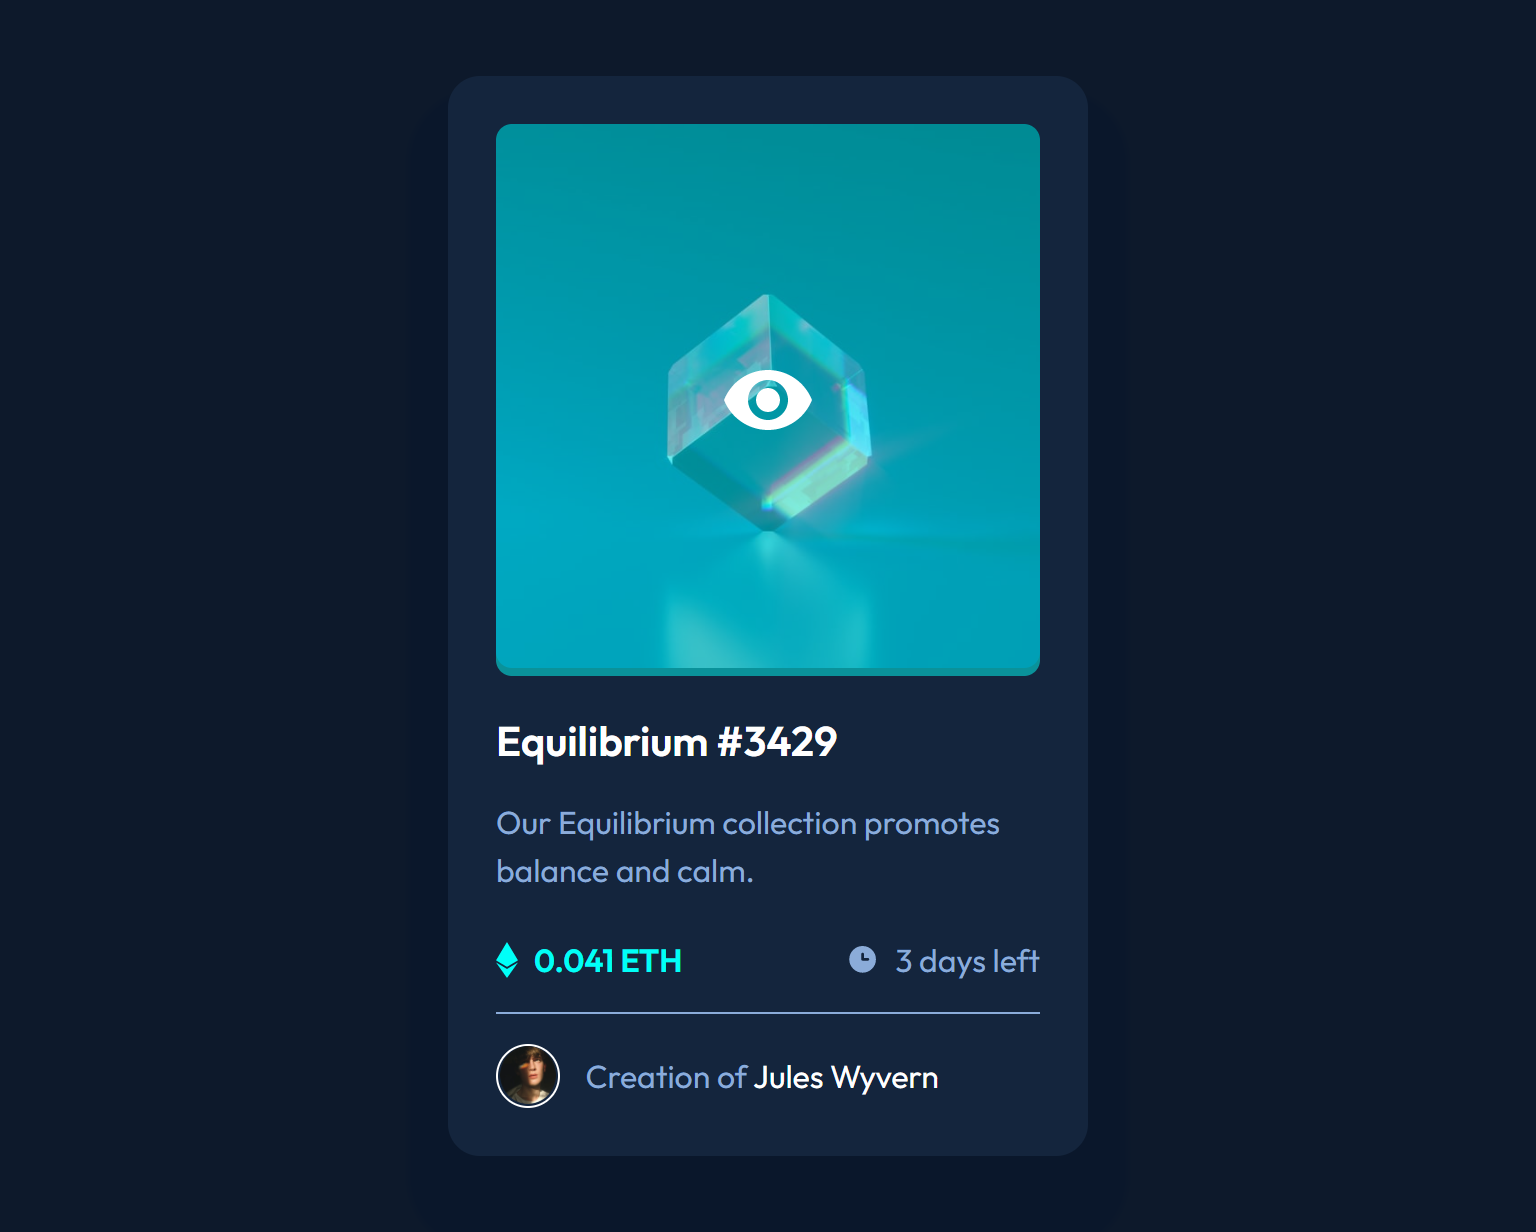 Equilibrium #3429
Our Equilibrium collection promotes
balance and calm.
0.041 ETH
3 days left
Creation of Jules Wyvern